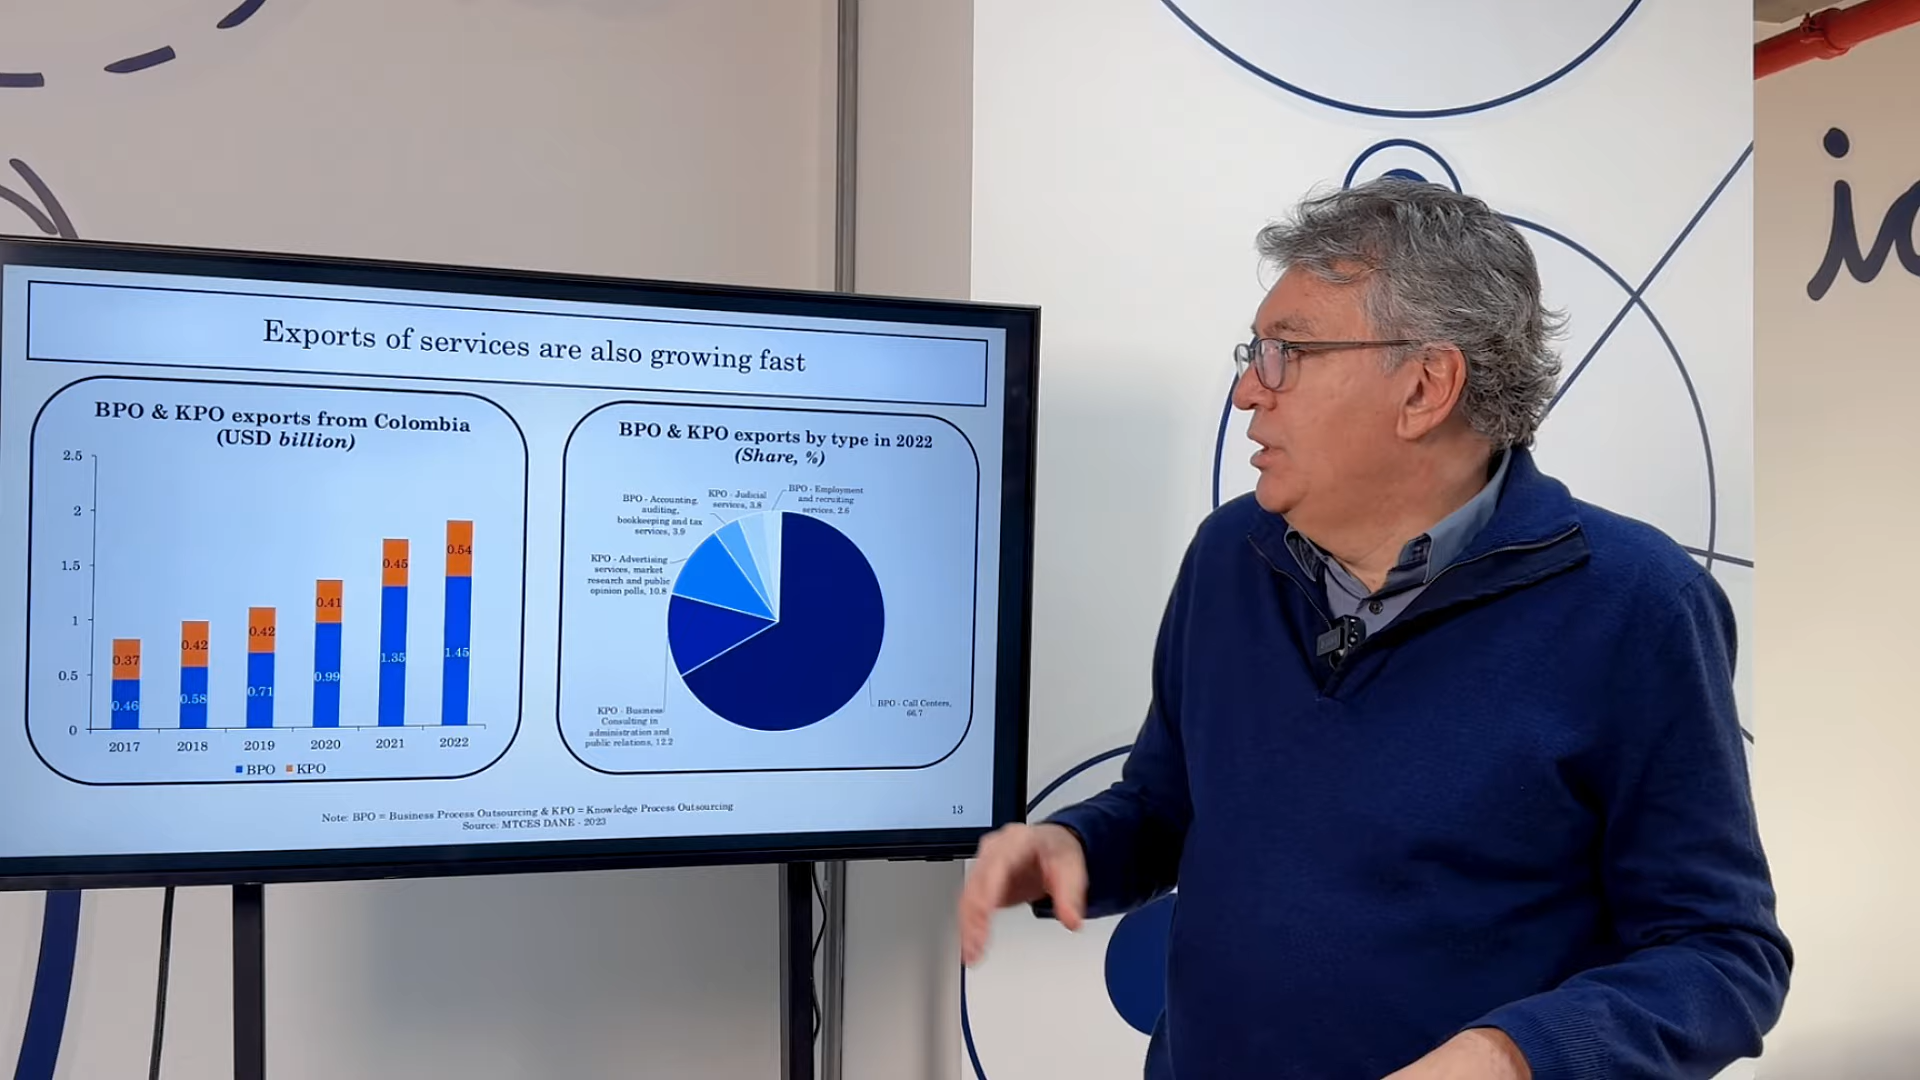 Exports of services are also growing fast
BPO & KPO exports from Colombia
(USD billion)
2.5
2
1.5
1
0.5
0
0.37
0.46
0.42
0.58
0.42
0.71
0.41
0.99
0.45
1.35
0.54
1.45
2017
2018
2019
2020
2021
2022
BPO
KPO
BPO & KPO exports by type in 2022
(Share, %)
BPO - Accounting,
auditing,
bookkeeping and tax
services, 3.9
KPO - Judicial
services, 3.8
BPO - Employment
and recruiting
services, 2.6
KPO - Advertising
services, market
research and public
opinion polls, 10.8
KPO - Business
Consulting in
administration and
public relations, 12.2
BPO - Call Centers,
66,7
Note: BPO = Business Process Outsourcing & KPO = Knowledge Process Outsourcing
Source: MTCES DANE - 2023
13